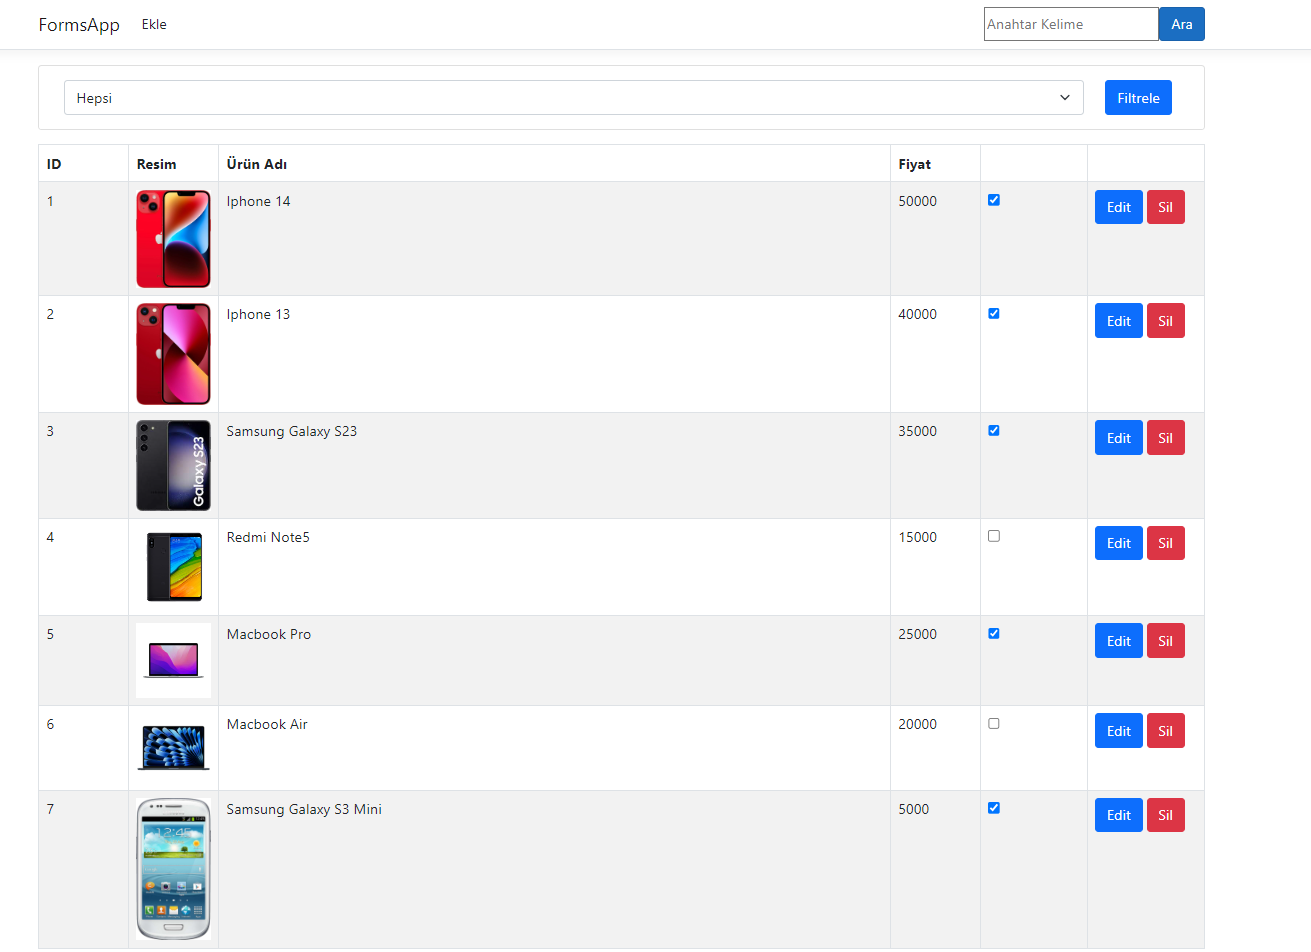 FormsApp Ekle Anahtar Kelime Ara
Hepsi Filtrele
ID Resim Ürün Adı Fiyat
1 Iphone 14 50000 Edit Sil
2 Iphone 13 40000 Edit Sil
3 Samsung Galaxy S23 35000 Edit Sil
Galaxy S23
4 Redmi Note5 15000 Edit Sil
5 Macbook Pro 25000 Edit Sil
6 Macbook Air 20000 Edit Sil
7 Samsung Galaxy S3 Mini 5000 Edit Sil
12:45